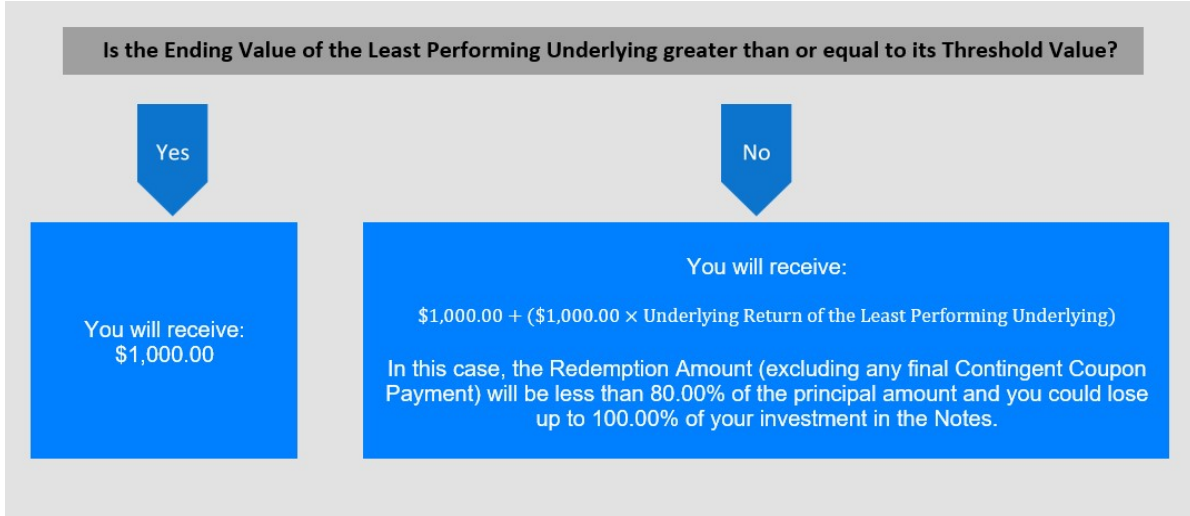 Is the Ending Value of the Least Performing Underlying greater than or equal to its Threshold Value?
Yes
No
You will receive:
$1,000.00
You will receive:
$1,000.00 + ($1,000.00 × Underlying Return of the Least Performing Underlying)
In this case, the Redemption Amount (excluding any final Contingent Coupon
Payment) will be less than 80.00% of the principal amount and you could lose
up to 100.00% of your investment in the Notes.